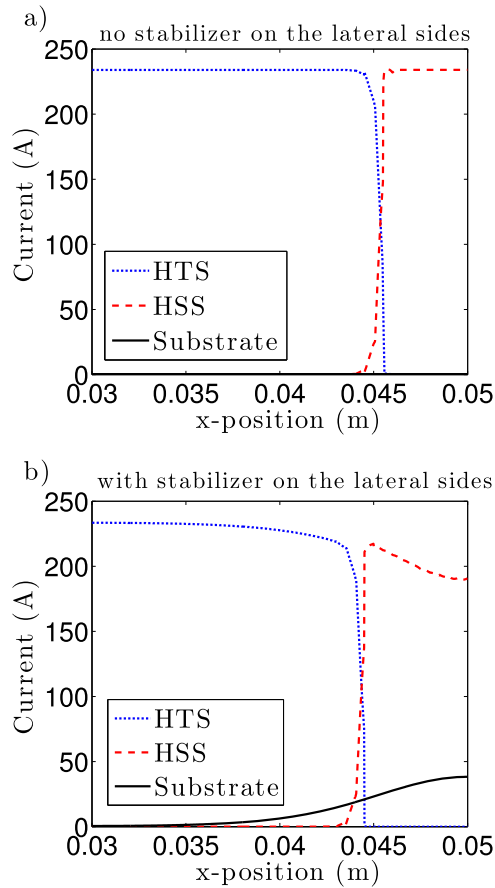 a)
no stabilizer on the lateral sides
250
200
150
100
50
0
Current (A)
HTS
HSS
Substrate
0.03 0.035 0.04 0.045 0.05
x-position (m)
b)
with stabilizer on the lateral sides
250
200
150
100
50
0
Current (A)
HTS
HSS
Substrate
0.03 0.035 0.04 0.045 0.05
x-position (m)